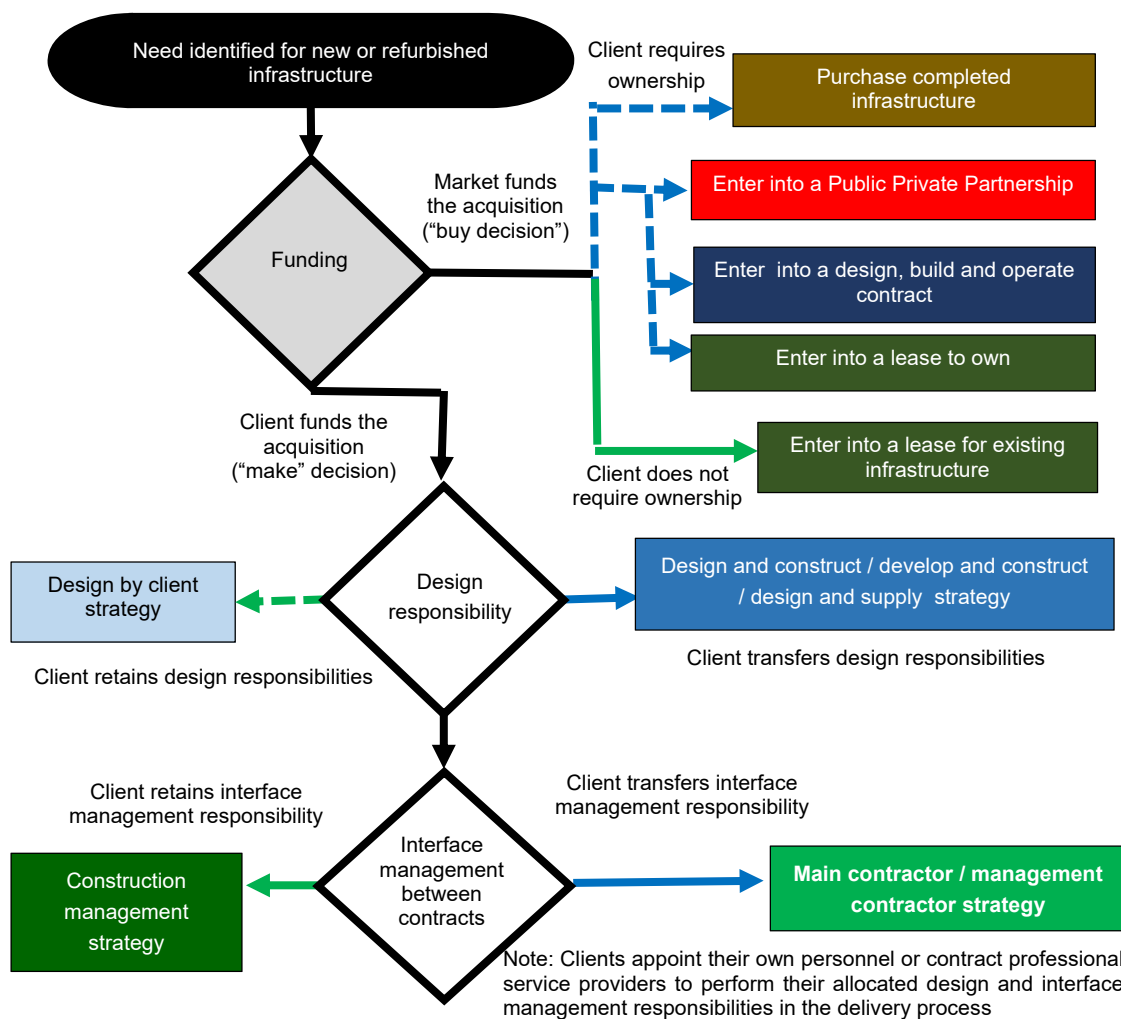 Need identified for new or refurbished
infrastructure
Client requires
ownership
Purchase completed
infrastructure
Market funds
the acquisition
(“buy decision”)
Enter into a Public Private Partnership
Funding
Enter  into a design, build and operate
contract
Enter into a lease to own
Client funds the
acquisition
(“make” decision)
Enter into a lease for existing
infrastructure
Client does not
require ownership
Design by client
strategy
Design
responsibility
Design and construct / develop and construct
/ design and supply  strategy
Client retains design responsibilities
Client transfers design responsibilities
Client retains interface
management responsibility
Client transfers interface
management responsibility
Interface
management
between
contracts
Construction
management
strategy
Main contractor / management
contractor strategy
Note: Clients appoint their own personnel or contract professional
service providers to perform their allocated design and interface
management responsibilities in the delivery process